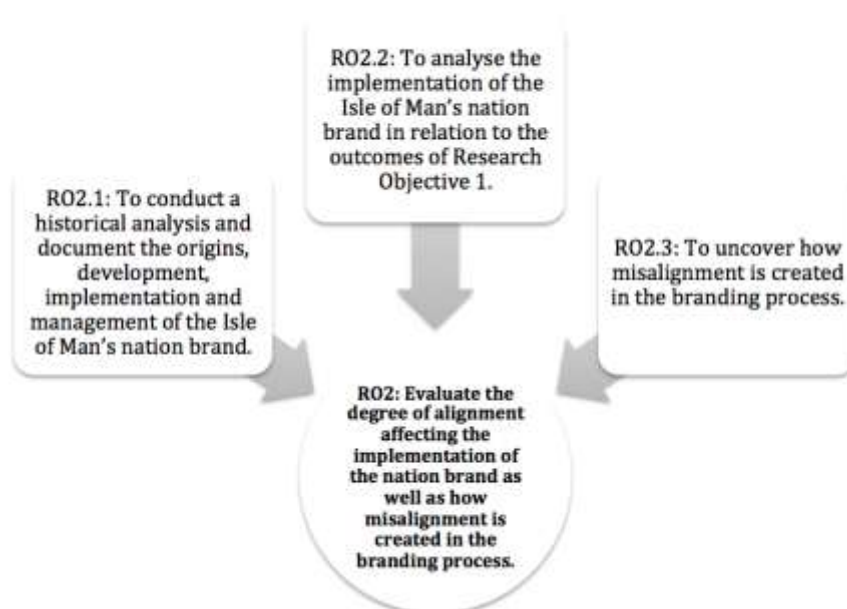 RO2.2: To analyse the
implementation of the
Isle of Man's nation
brand in relation to the
outcomes of Research
Objective 1.
RO2.1: To conduct a
historical analysis and
document the origins,
development,
implementation and
management of the Isle
of Man's nation brand.
RO2.3: To uncover how
misalignment is created
in the branding process.
RO2: Evaluate the
degree of alignment
affecting the
implementation of
the nation brand as
well as how
misalignment is
created in the
branding process.